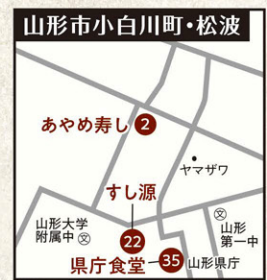 山形市小白川町・松波
あやめ寿し 2
ヤマザワ
すし源
22
山形大学
附属中 文
文
山形
第一中
県庁食堂 35 山形県庁